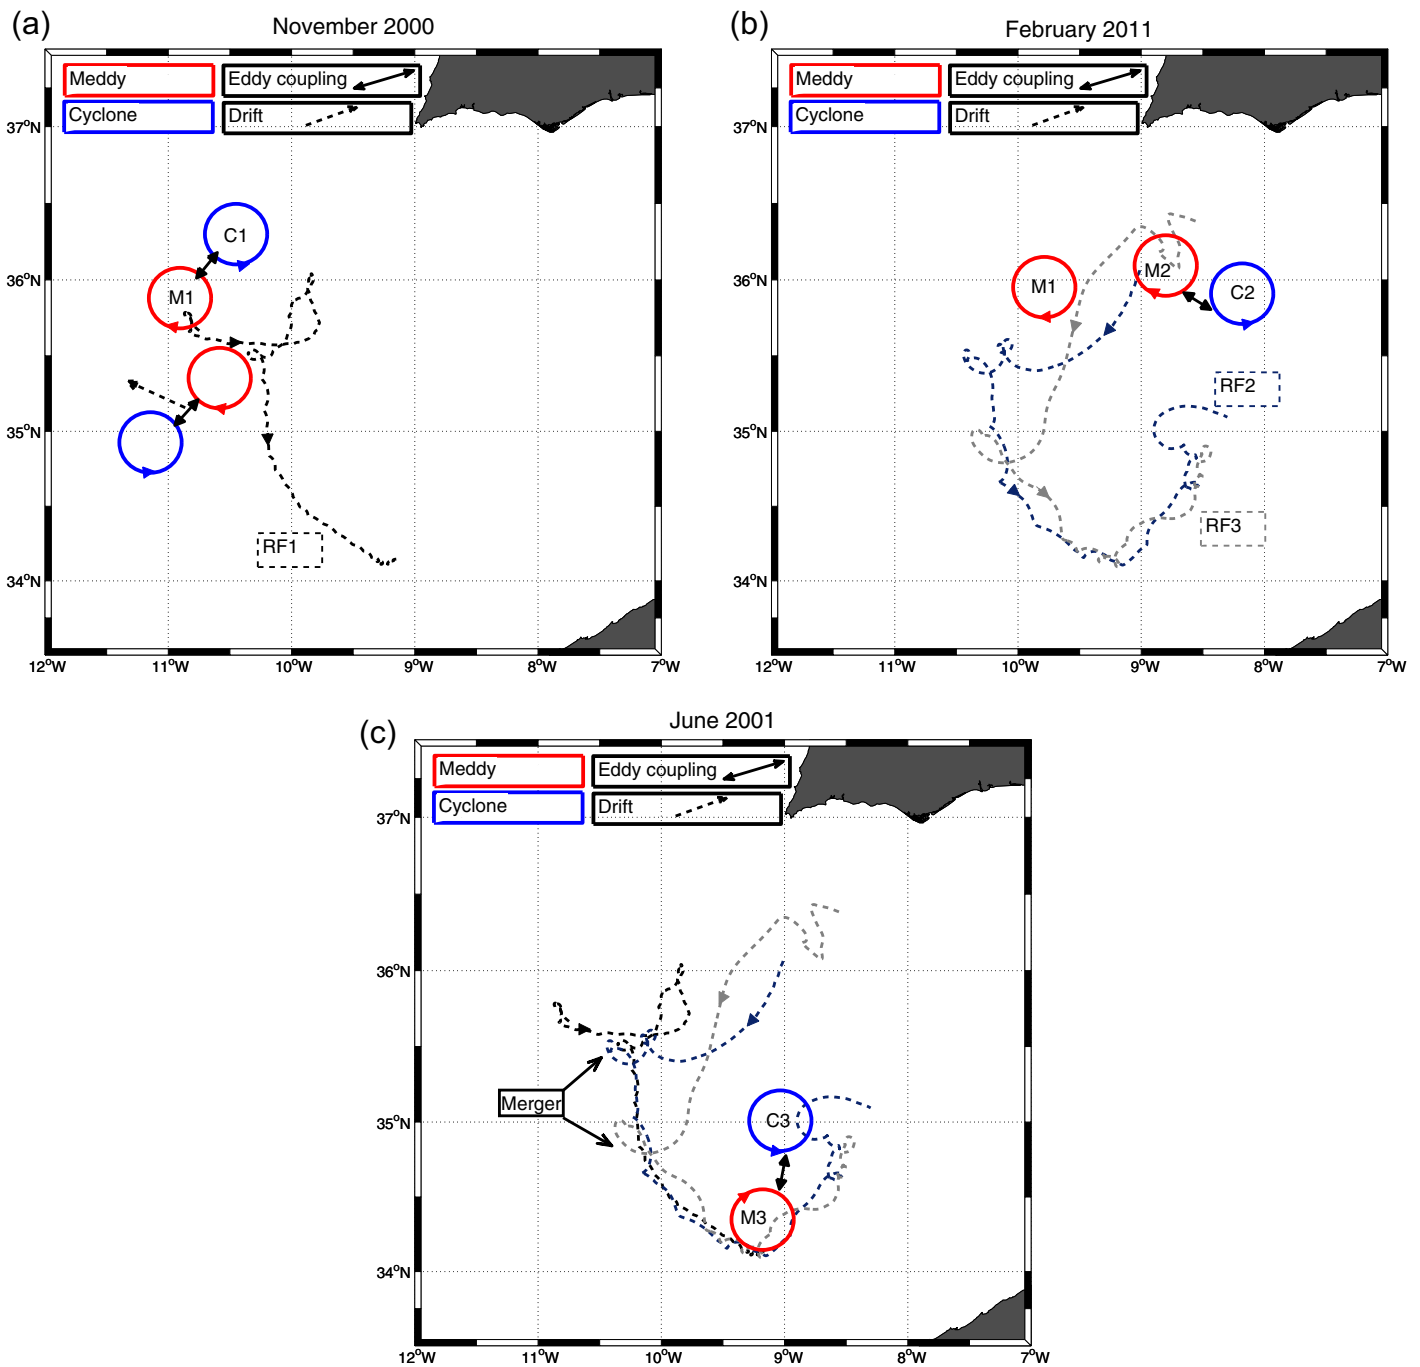 (a)
November 2000
Meddy
Eddy coupling
Cyclone
Drift
37°N
36°N
35°N
34°N
C1
M1
RF1
12°W
11°W
10°W
9°W
8°W
7°W
(b)
February 2011
Meddy
Eddy coupling
Cyclone
Drift
37°N
36°N
35°N
34°N
M1
M2
C2
RF2
RF3
12°W
11°W
10°W
9°W
8°W
7°W
(c)
June 2001
Meddy
Eddy coupling
Cyclone
Drift
37°N
36°N
35°N
34°N
Merger
C3
M3
12°W
11°W
10°W
9°W
8°W
7°W